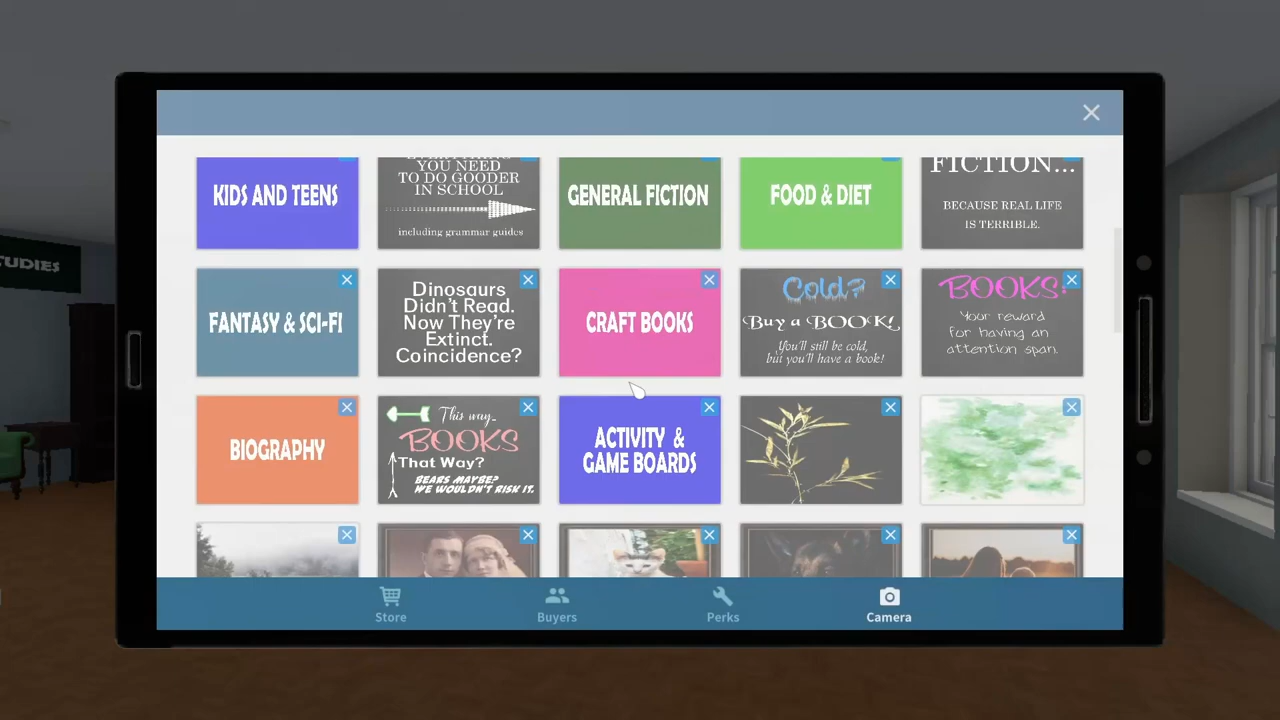 KIDS AND TEENS
YOU NEED
TO DO GOODER
IN SCHOOL
including grammar guides
GENERAL FICTION
FOOD & DIET
FICTION...
BECAUSE REAL LIFE
IS TERRIBLE.
TUDIES
FANTASY & SCI-FI
Dinosaurs
Didn't Read.
Now They're
Extinct.
Coincidence?
CRAFT BOOKS
Cold?
Buy a BOOK!
You'll still be cold,
but you'll have a book!
BOOKS!
Your reward
for having an
attention span.
BIOGRAPHY
This way..
BOOKS
That Way?
BEARS MAYBE?
WE WOULDN'T RISK IT.
ACTIVITY &
GAME BOARDS
Store
Buyers
Perks
Camera